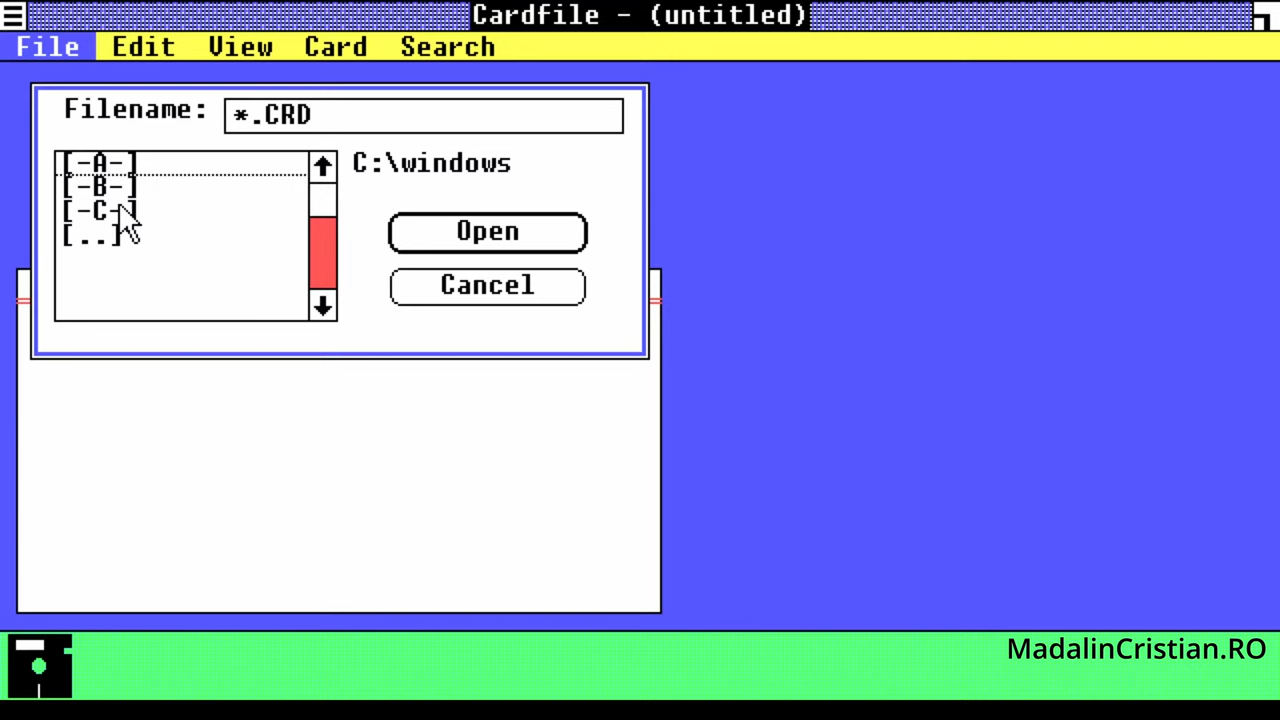 Cardfile - (untitled)
File Edit View Card Search
Filename: *.CRD
[-A-]
C:\windows
[-B-]
[-C-]
[..]
Open
Cancel
MadalinCristian.RO